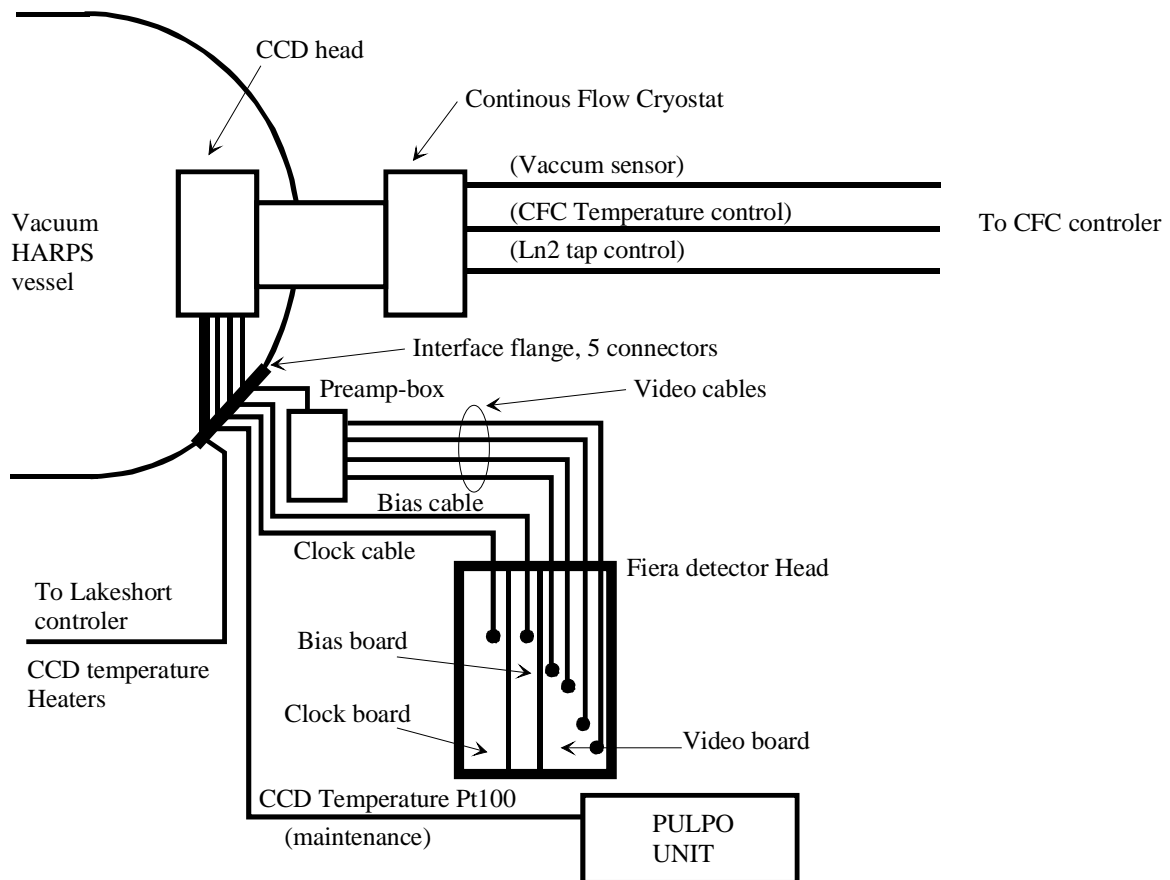 CCD head
Continous Flow Cryostat
(Vaccum sensor)
(CFC Temperature control)
(Ln2 tap control)
To CFC controler
Vacuum
HARPS
vessel
Interface flange, 5 connectors
Preamp-box
Video cables
Bias cable
Clock cable
Fiera detector Head
To Lakeshort
controler
CCD temperature
Heaters
Bias board
Clock board
Video board
CCD Temperature Pt100
(maintenance)
PULPO
UNIT